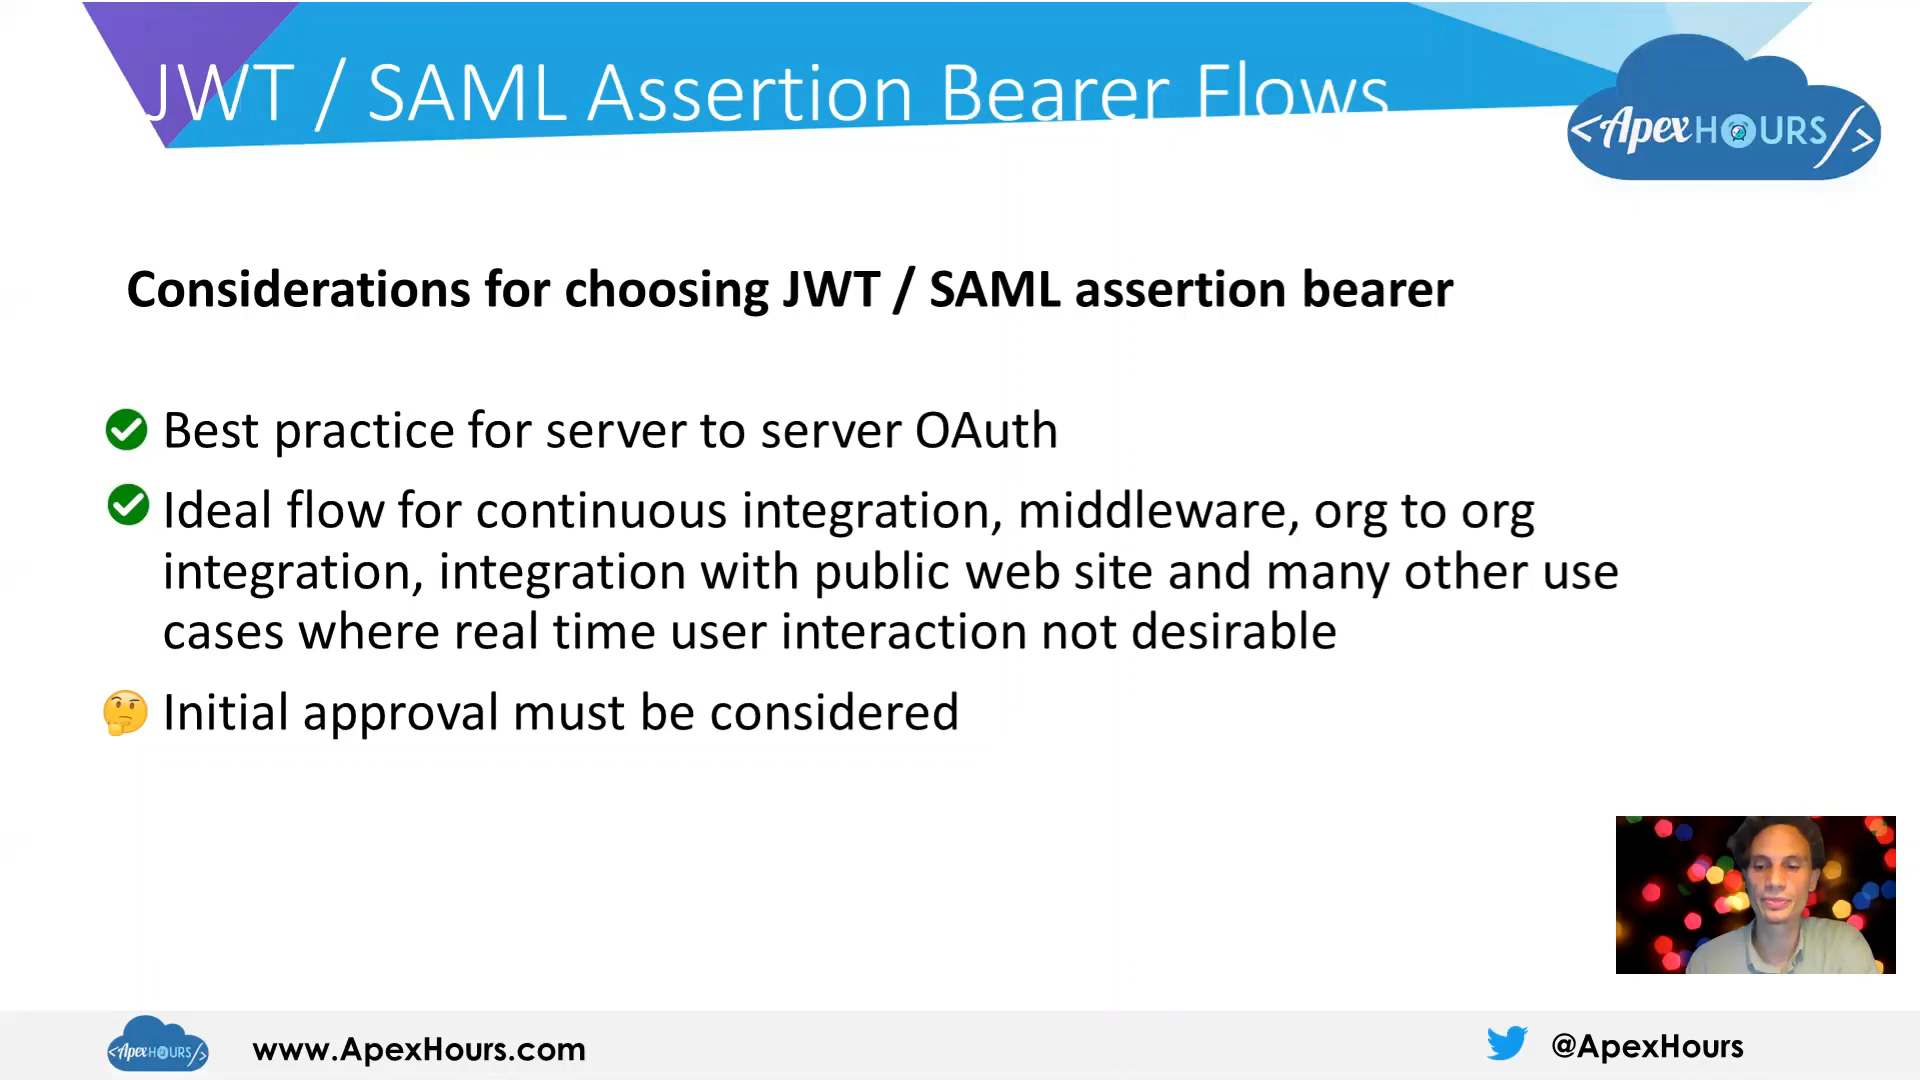 JWT / SAML Assertion Bearer Flows
<ApexHOURS/>
Considerations for choosing JWT / SAML assertion bearer
Best practice for server to server OAuth
Ideal flow for continuous integration, middleware, org to org
integration, integration with public web site and many other use
cases where real time user interaction not desirable
Initial approval must be considered
<ApexHOURS/>
www.ApexHours.com
@ApexHours